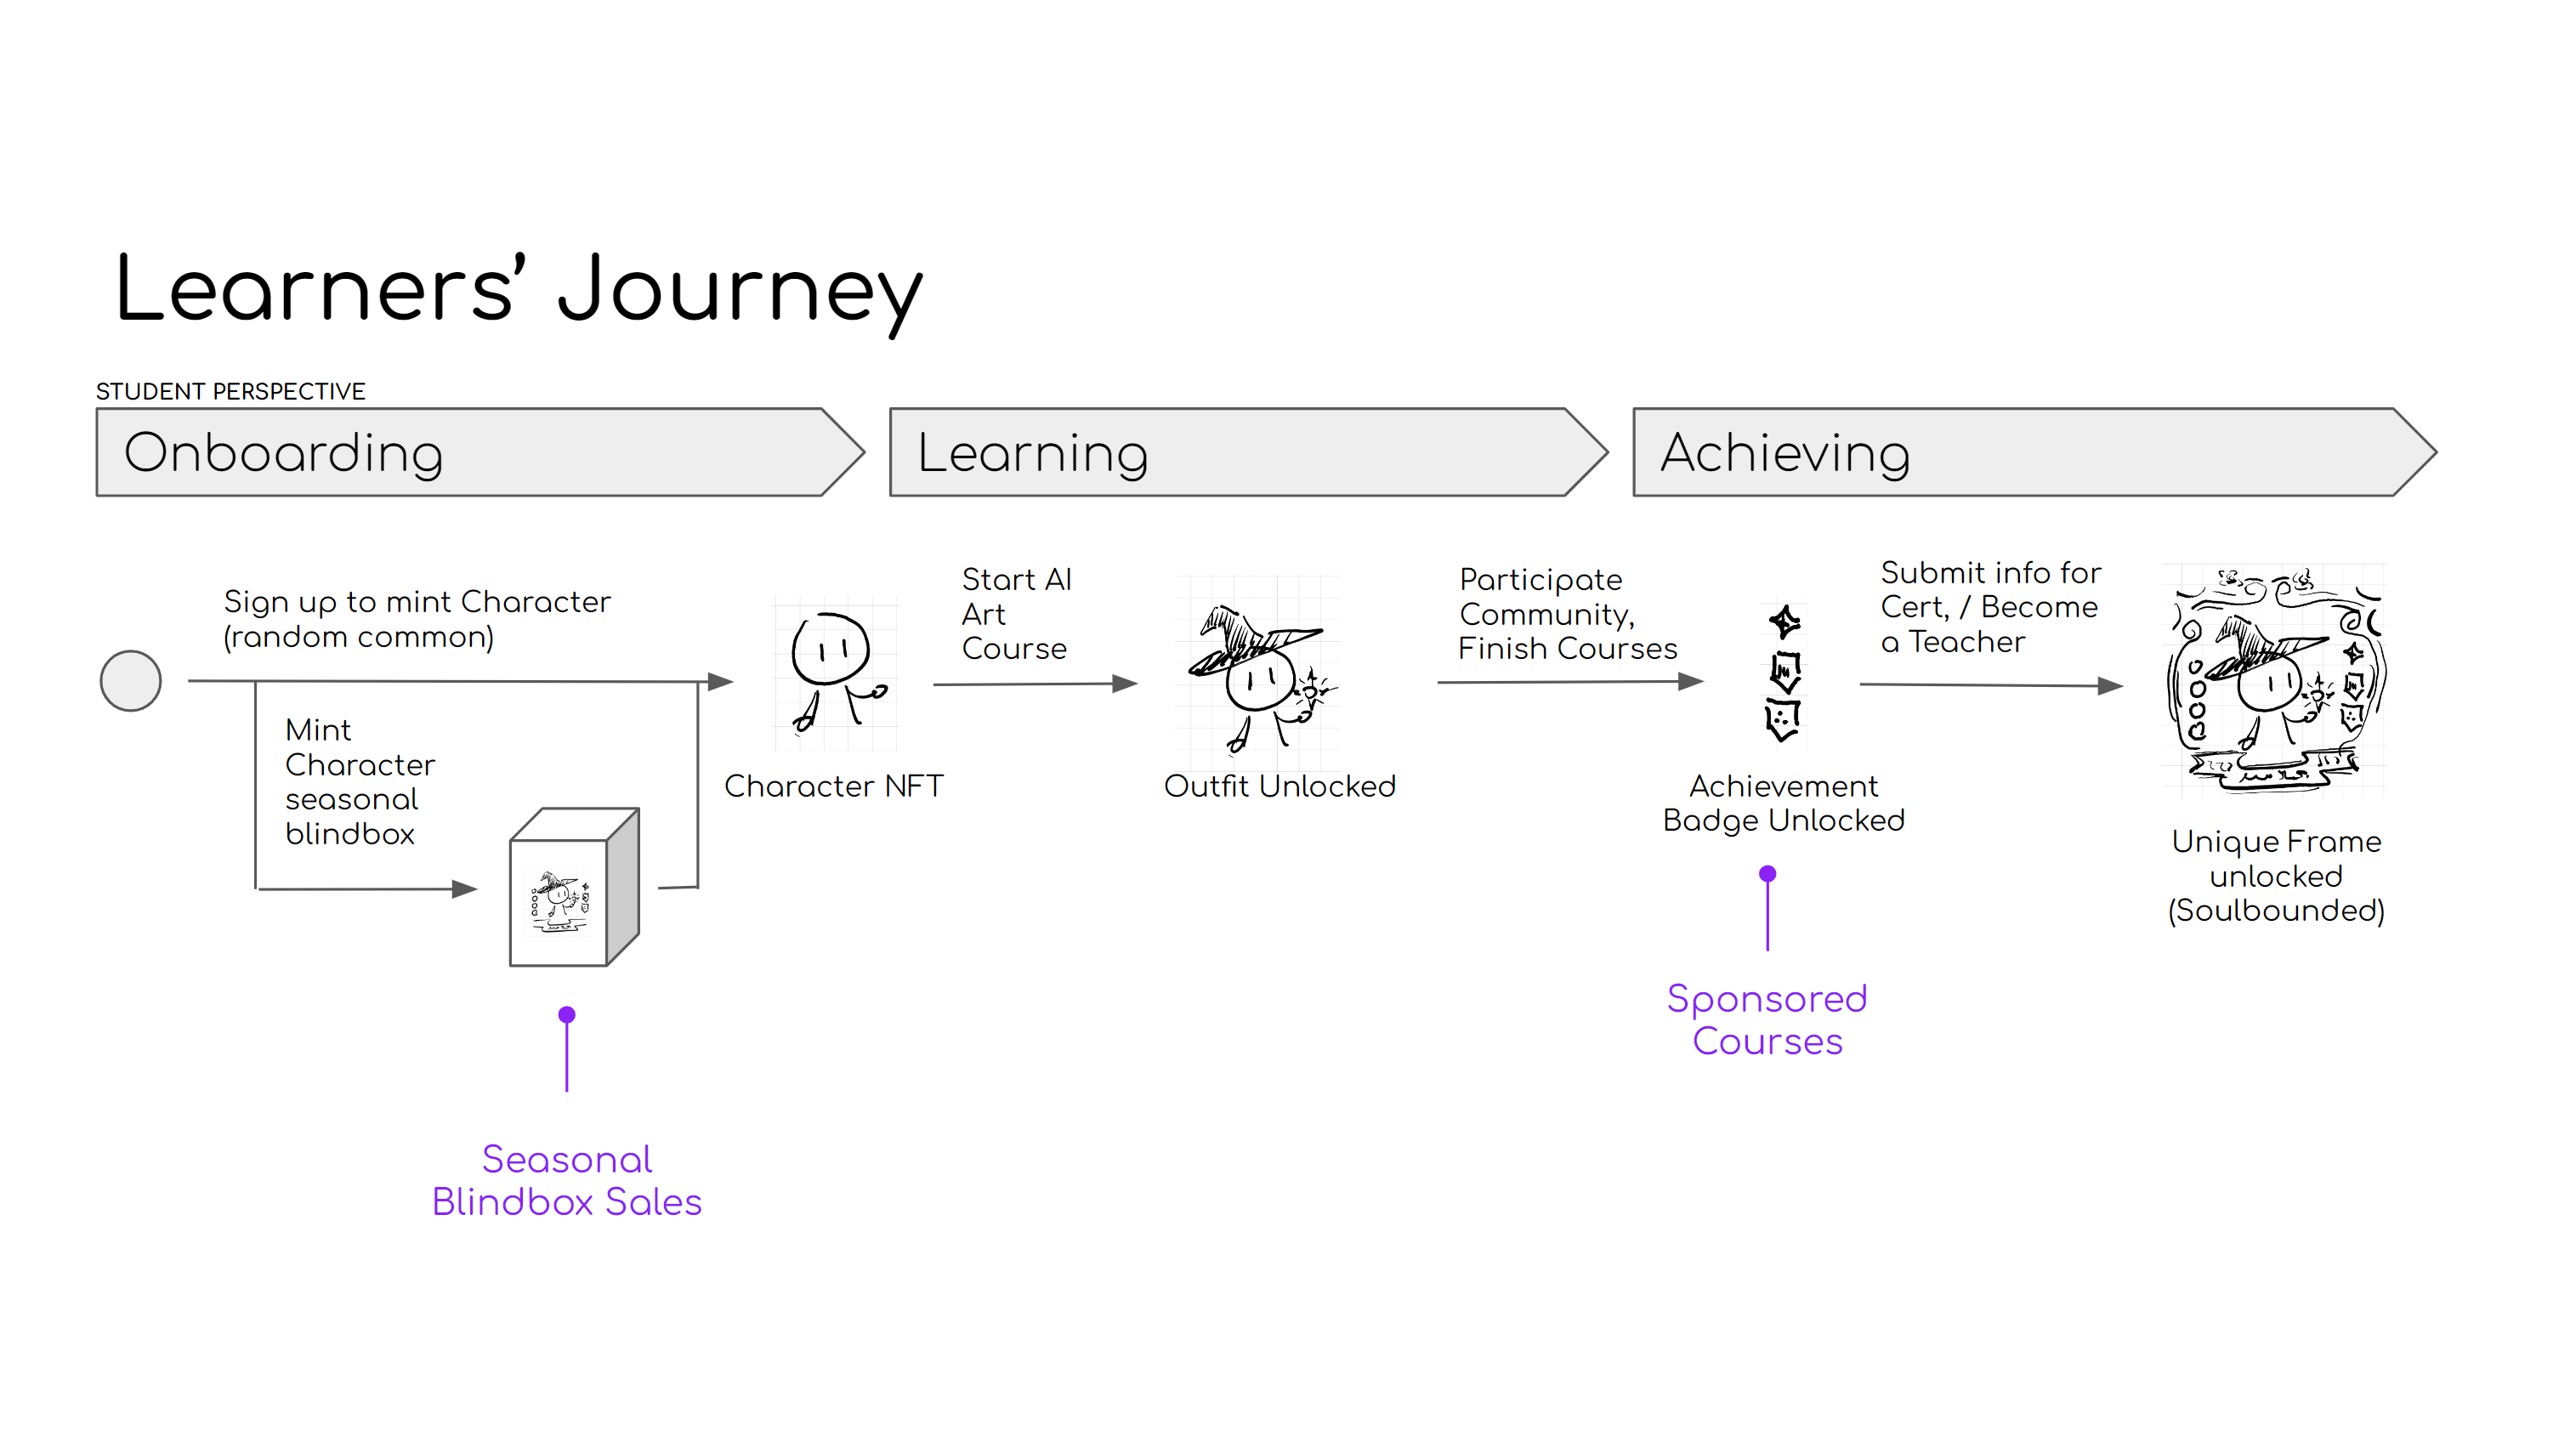 Learners’ Journey
STUDENT PERSPECTIVE
Onboarding
Learning
Achieving
Sign up to mint Character
(random common)
Mint
Character
seasonal
blindbox
Character NFT
Start AI
Art
Course
Outfit Unlocked
Participate
Community,
Finish Courses
Achievement
Badge Unlocked
Submit info for
Cert, / Become
a Teacher
Unique Frame
unlocked
(Soulbounded)
Seasonal
Blindbox Sales
Sponsored
Courses